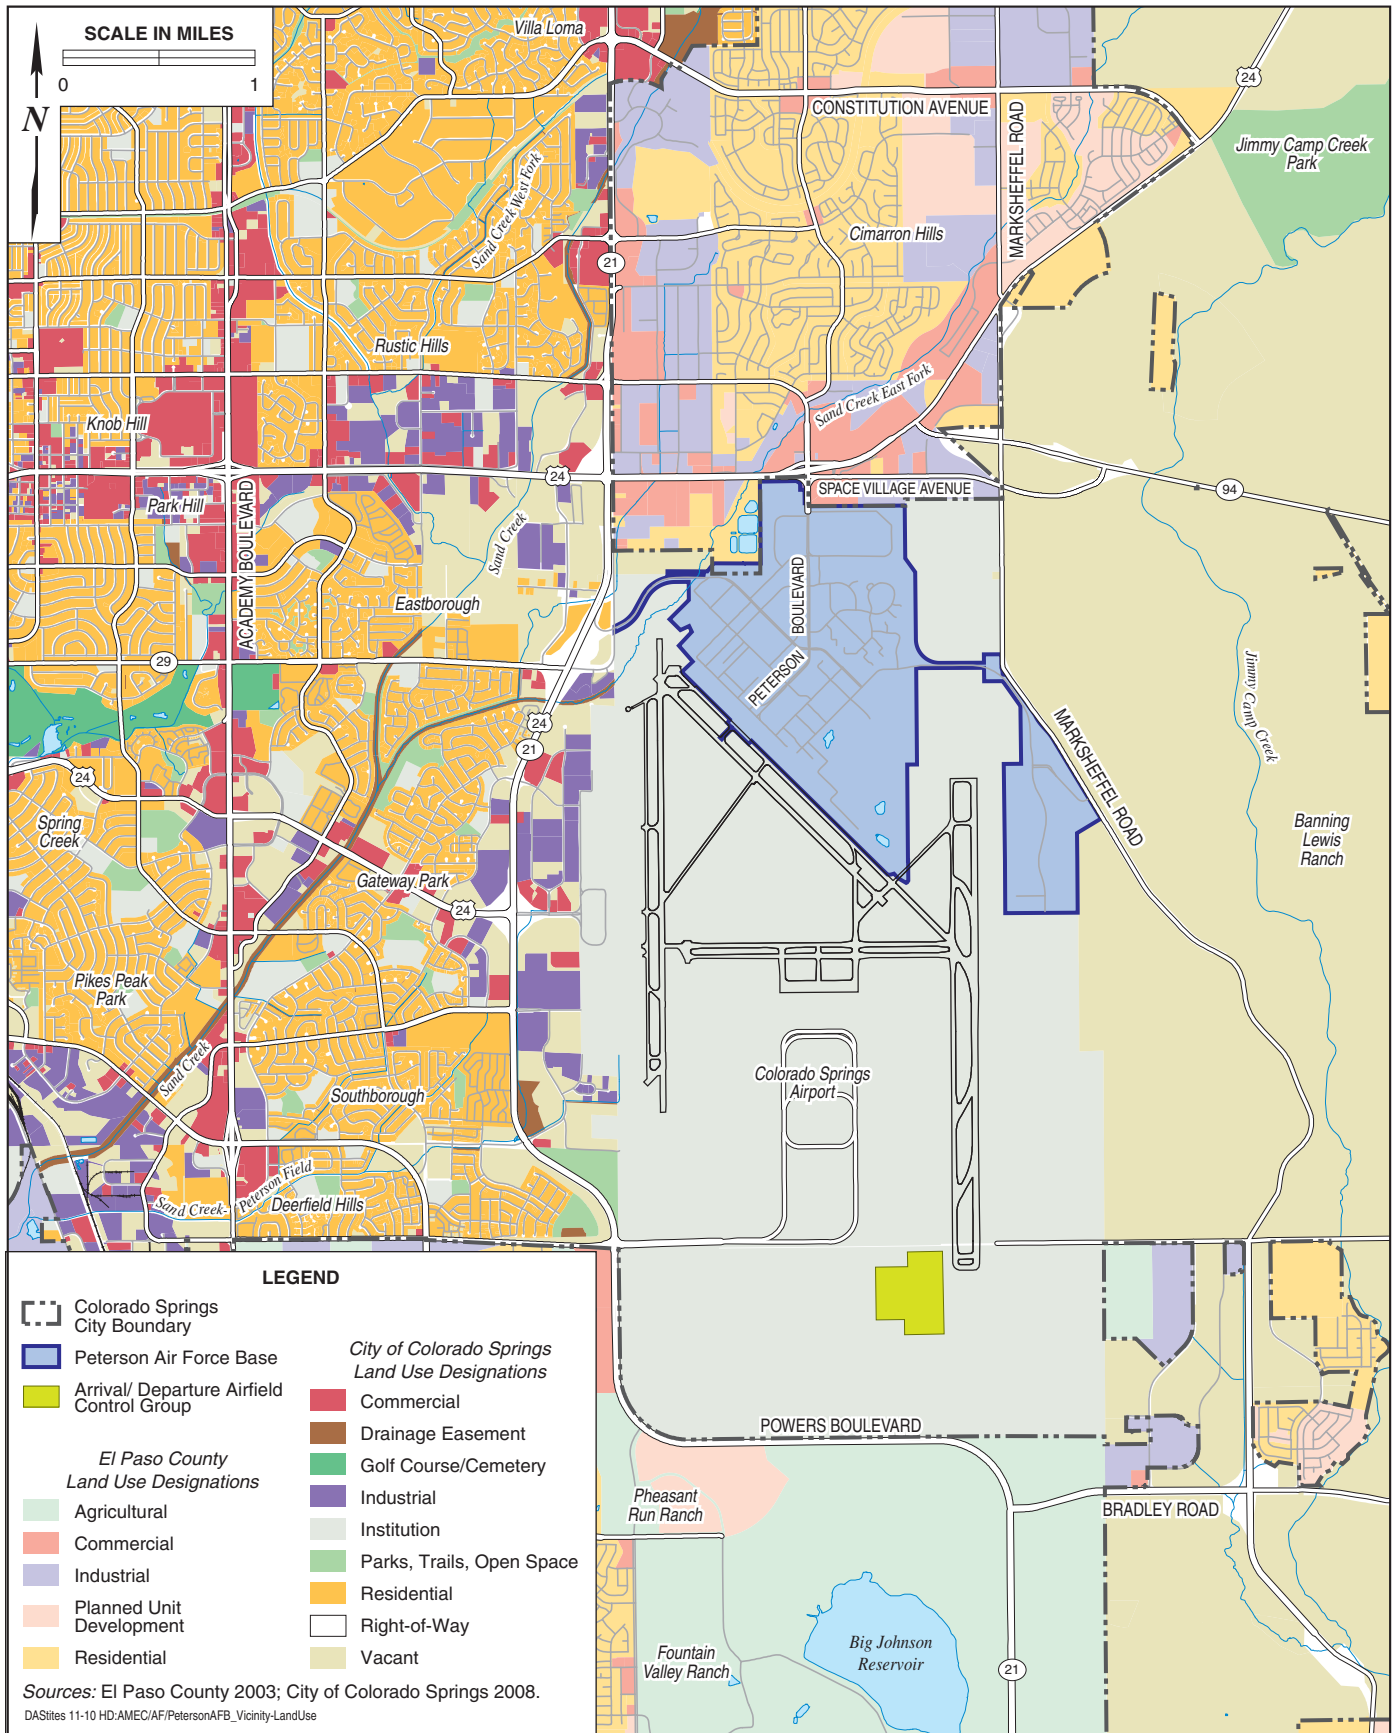 SCALE IN MILES
0 1
N
Villa Loma
24
CONSTITUTION AVENUE
MARKSHEFFEL ROAD
Jimmy Camp Creek
Park
Sand Creek West Fork
Cimarron Hills
21
Rustic Hills
Sand Creek East Fork
Knob Hill
24
SPACE VILLAGE AVENUE
94
Park Hill
ACADEMY BOULEVARD
Sand Creek
BOULEVARD
Eastborough
29
PETERSON
Jimmy Camp Creek
24
21
MARKSHEFFEL ROAD
24
Spring
Creek
Banning
Lewis
Ranch
Gateway Park
24
Pikes Peak
Park
Sand Creek
Colorado Springs
Airport
Southborough
Sand Creek-Peterson Field
Deerfield Hills
LEGEND
Colorado Springs
City Boundary
Peterson Air Force Base
Arrival/ Departure Airfield
Control Group
El Paso County
Land Use Designations
Agricultural
Commercial
Industrial
Planned Unit
Development
Residential
City of Colorado Springs
Land Use Designations
Commercial
Drainage Easement
Golf Course/Cemetery
Industrial
Institution
Parks, Trails, Open Space
Residential
Right-of-Way
Vacant
Sources: El Paso County 2003; City of Colorado Springs 2008.
DAStites 11-10 HD:AMEC/AF/PetersonAFB_Vicinity-LandUse
POWERS BOULEVARD
Pheasant
Run Ranch
BRADLEY ROAD
Fountain
Valley Ranch
Big Johnson
Reservoir
21